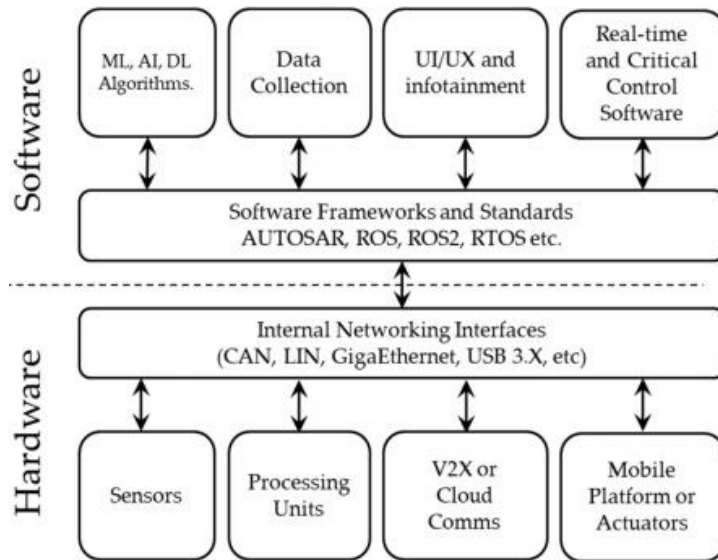 Software
ML, AI, DL
Algorithms.
Data
Collection
UI/UX and
infotainment
Real-time
and Critical
Control
Software
Software Frameworks and Standards
AUTOSAR, ROS, ROS2, RTOS etc.
Hardware
Internal Networking Interfaces
(CAN, LIN, GigaEthernet, USB 3.X, etc)
Sensors
Processing
Units
V2X or
Cloud
Comms
Mobile
Platform or
Actuators